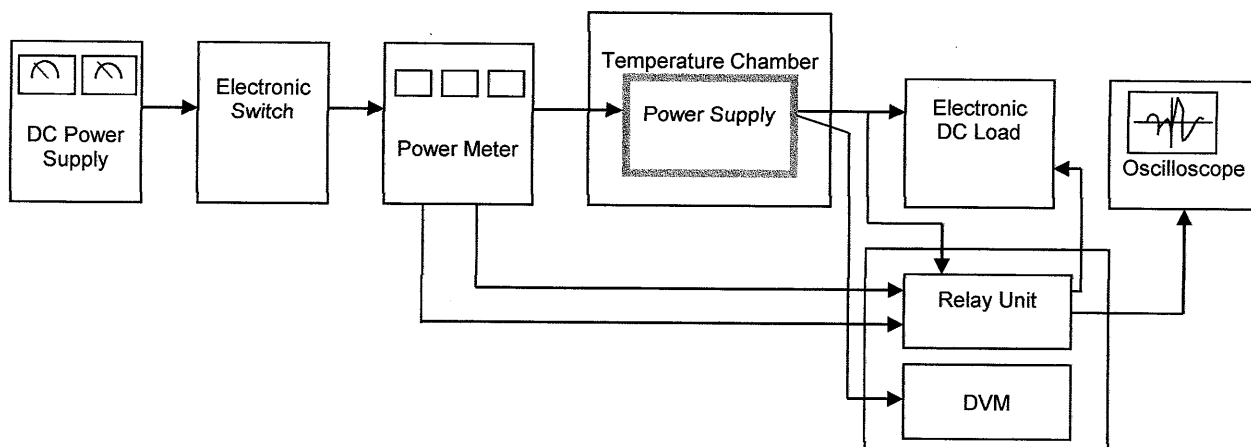 DC Power
Supply
Electronic
Switch
Power Meter
Temperature Chamber
Power Supply
Electronic
DC Load
Oscilloscope
Relay Unit
DVM